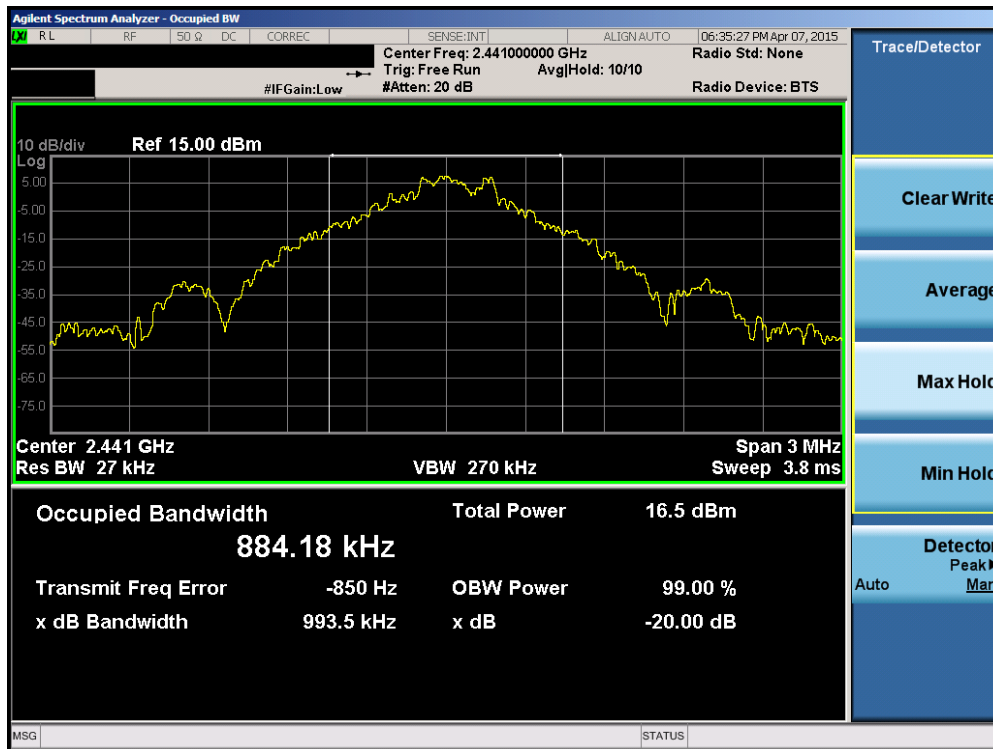 Agilent Spectrum Analyzer - Occupied BW
LXI RL RF 50 Ω DC CORREC SENSE:INT ALIGN AUTO 06:35:27 PM Apr 07, 2015
Center Freq: 2.441000000 GHz Radio Std: None
Trig: Free Run Avg|Hold: 10/10
#IFGain:Low #Atten: 20 dB Radio Device: BTS
Trace/Detector
10 dB/div Ref 15.00 dBm
Log
5.00
-5.00
-15.0
-25.0
-35.0
-45.0
-55.0
-65.0
-75.0
Center 2.441 GHz Span 3 MHz
Res BW 27 kHz VBW 270 kHz Sweep 3.8 ms
Occupied Bandwidth Total Power 16.5 dBm
884.18 kHz
Transmit Freq Error -850 Hz OBW Power 99.00 %
x dB Bandwidth 993.5 kHz x dB -20.00 dB
Clear Write
Average
Max Hold
Min Hold
Detector
Peak
Auto Man
MSG STATUS